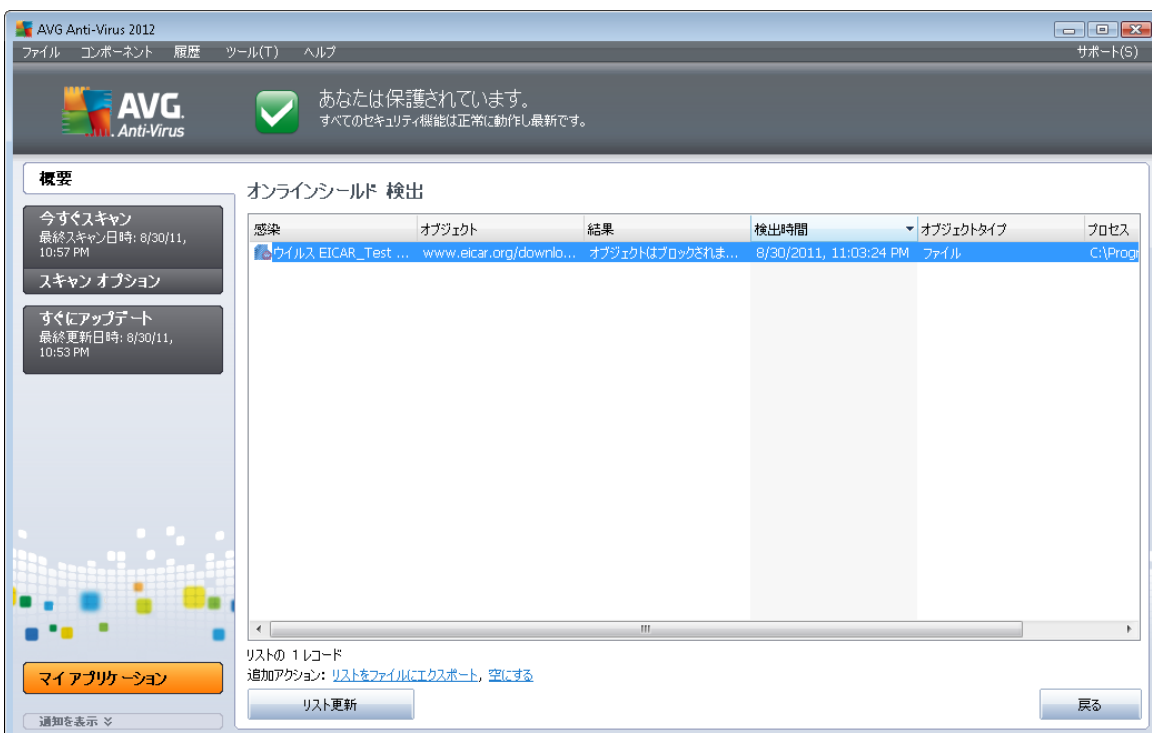 AVG Anti-Virus 2012
ファイル コンポーネント 履歴 ツール(T) ヘルプ サポート(S)
AVG.
Anti-Virus
あなたは保護されています。
すべてのセキュリティ機能は正常に動作し最新です。
概要
今すぐスキャン
最終スキャン日時: 8/30/11,
10:57 PM
スキャン オプション
すぐにアップデート
最終更新日時: 8/30/11,
10:53 PM
マイ アプリケーション
通知を表示
オンラインシールド 検出
感染 オブジェクト 結果 検出時間 オブジェクトタイプ プロセス
ウイルス EICAR_Test ... www.eicar.org/downlo... オブジェクトはブロックされま... 8/30/2011, 11:03:24 PM ファイル C:\Progr
リストの 1 レコード
追加アクション: リストをファイルにエクスポート, 空にする
リスト更新 戻る